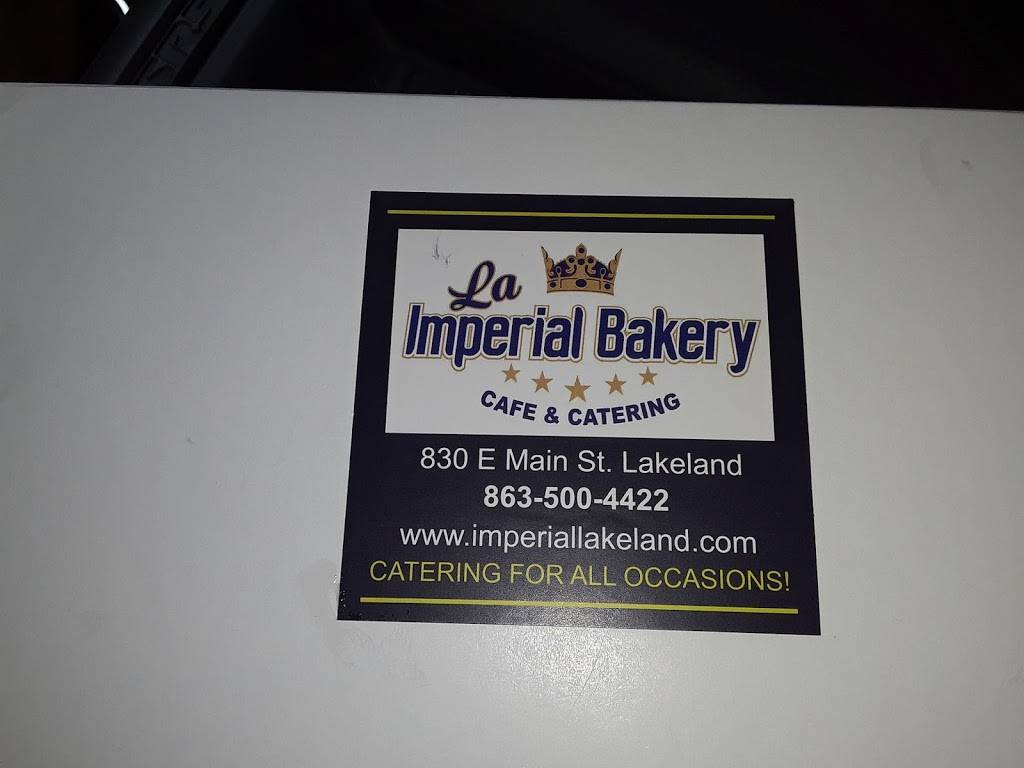 La
Imperial Bakery
CAFE & CATERING
830 E Main St. Lakeland
863-500-4422
www.imperiallakeland.com
CATERING FOR ALL OCCASIONS!